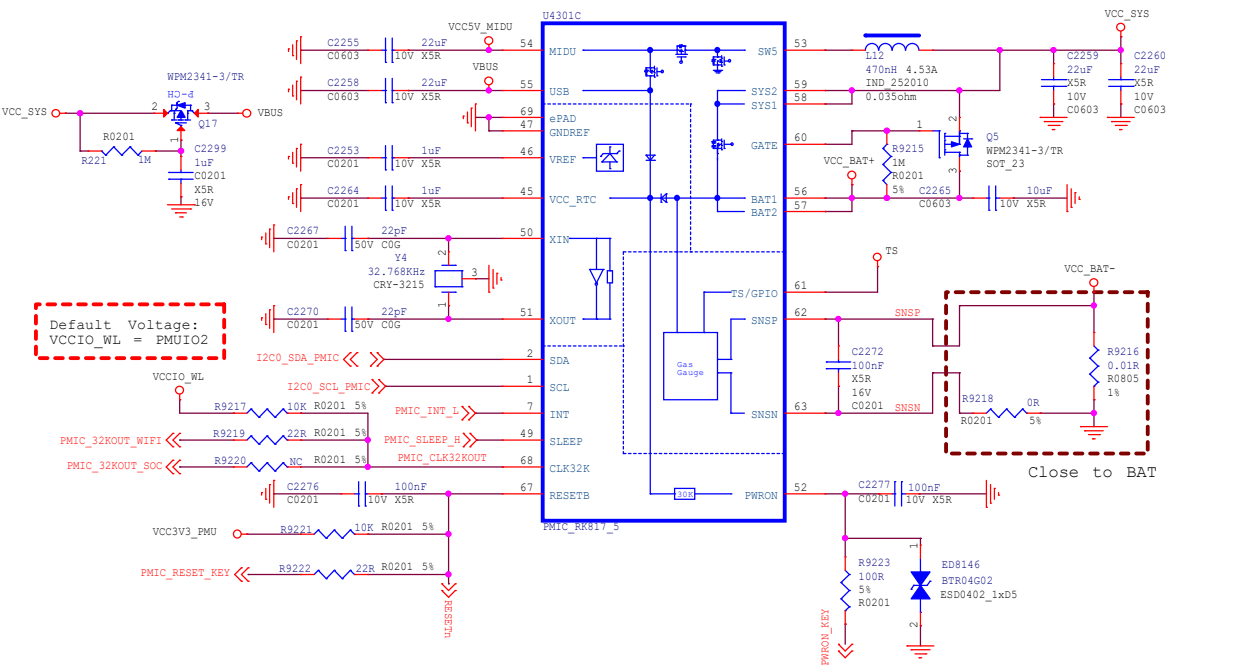 U4301C
VCC5V_MIDU
C2255
C0603
22uF
10V X5R
54
MIDU
VBUS
C2258
C0603
22uF
10V X5R
55
USB
69
ePAD
47
GNDREF
C2253
C0201
1uF
10V X5R
46
VREF
C2264
C0201
1uF
10V X5R
45
VCC_RTC
C2267
C0201
22pF
50V C0G
50
XIN
Y4
32.768KHz
CRY-3215
2
3
1
C2270
C0201
22pF
50V C0G
51
XOUT
I2C0_SDA_PMIC
2
SDA
I2C0_SCL_PMIC
1
SCL
PMIC_INT_L
7
INT
PMIC_SLEEP_H
49
SLEEP
PMIC_CLK32KOUT
68
CLK32K
67
RESETB
WPM2341-3/TR
P-CH
VCC_SYS
2
3
VBUS
Q17
1
R0201
R221
1M
C2299
1uF
C0201
X5R
16V
Default Voltage:
VCCIO_WL = PMUIO2
VCCIO_WL
R9217
10K
R0201 5%
PMIC_32KOUT_WIFI
R9219
22R
R0201 5%
PMIC_32KOUT_SOC
R9220
NC
R0201 5%
C2276
C0201
100nF
10V X5R
VCC3V3_PMU
R9221
10K
R0201 5%
PMIC_RESET_KEY
R9222
22R
R0201 5%
RESETn
PMIC_RK817_5
Gas
Gauge
30K
SW5
53
L12
470nH 4.53A
IND_252010
0.035ohm
VCC_SYS
C2259
22uF
X5R
10V
C0603
C2260
22uF
X5R
10V
C0603
SYS2
59
SYS1
58
GATE
60
1
2
3
Q5
WPM2341-3/TR
SOT_23
R9215
1M
R0201
5%
VCC_BAT+
BAT1
56
BAT2
57
C2265
C0603
10uF
10V X5R
TS
TS/GPIO
61
SNSP
62
SNSP
C2272
100nF
X5R
16V
C0201
SNSN
63
SNSN
VCC_BAT-
R9216
0.01R
R0805
1%
R9218
R0201
0R
5%
Close to BAT
PWRON
52
C2277
C0201
100nF
10V X5R
R9223
100R
5%
R0201
PWRON_KEY
1
2
ED8146
BTR04G02
ESD0402_1xD5